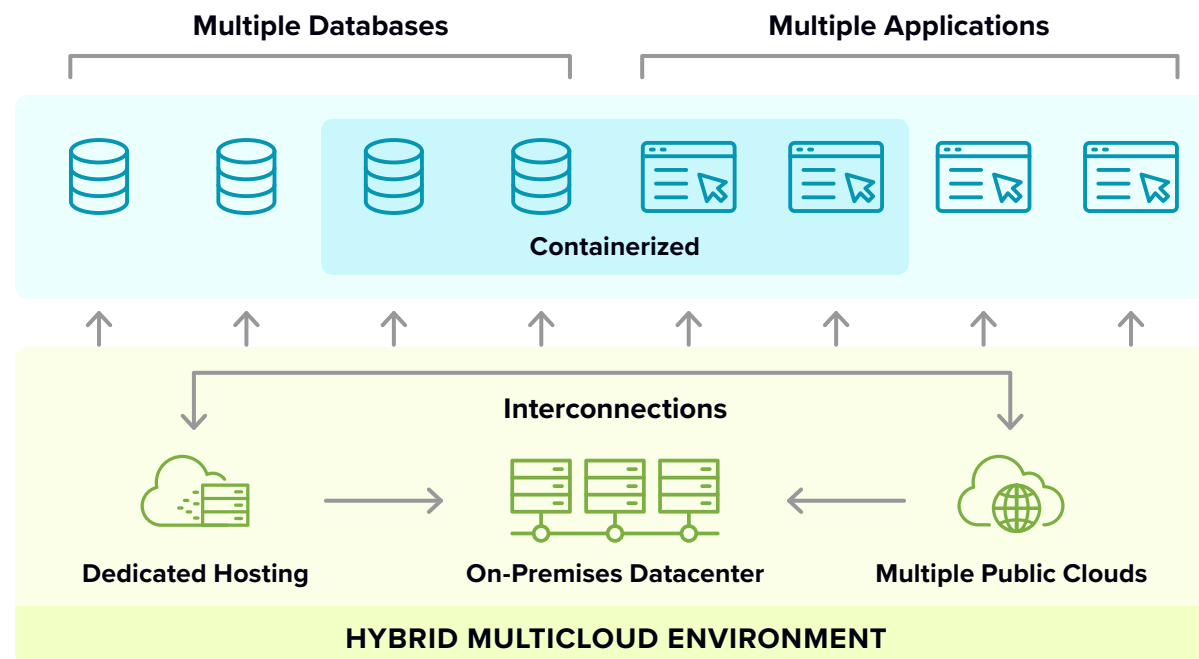 Multiple Databases
Multiple Applications
Containerized
Interconnections
Dedicated Hosting
On-Premises Datacenter
Multiple Public Clouds
HYBRID MULTICLOUD ENVIRONMENT